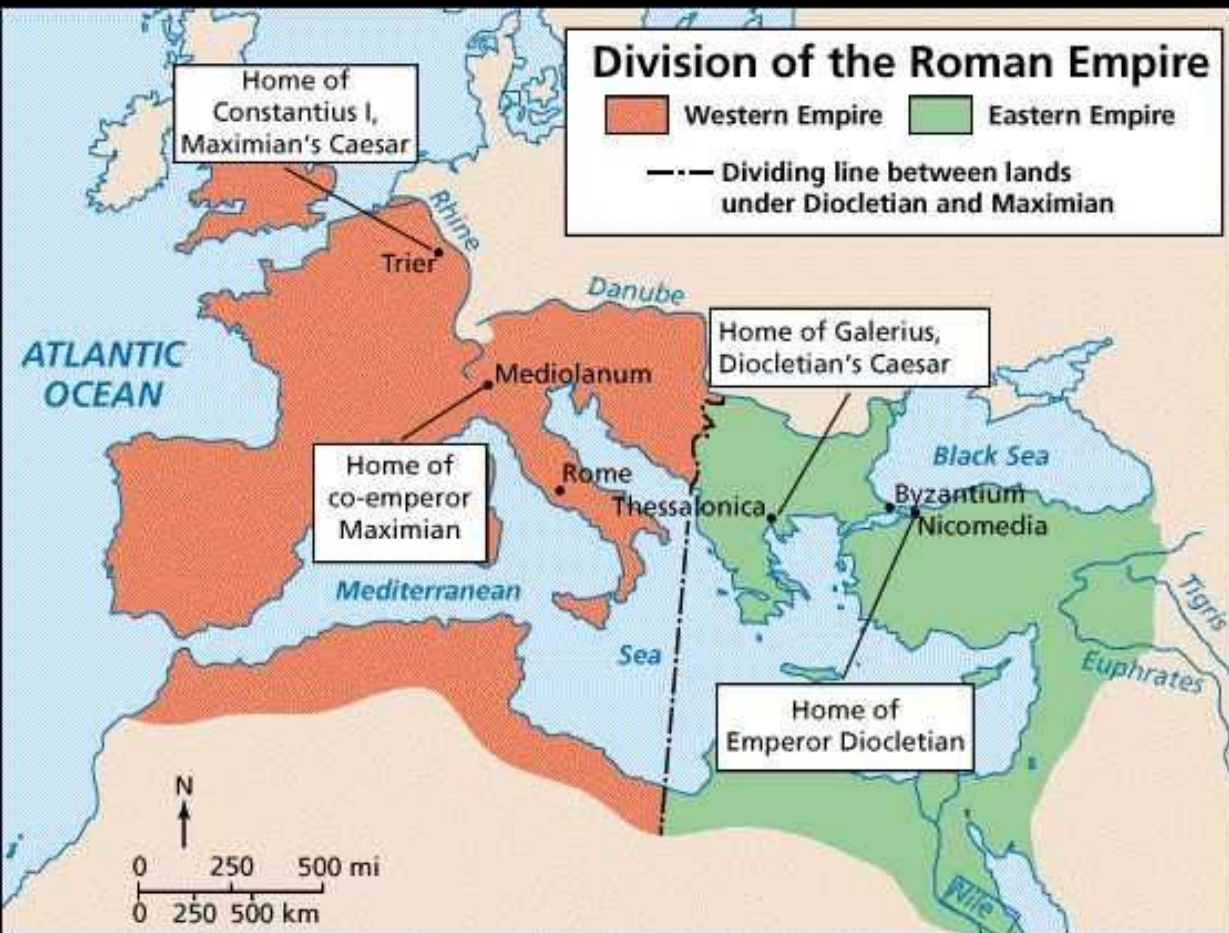 Division of the Roman Empire
Western Empire
Eastern Empire
Dividing line between lands
under Diocletian and Maximian
Home of
Constantius I,
Maximian's Caesar
Rhine
Trier
Danube
Home of Galerius,
Diocletian's Caesar
ATLANTIC
OCEAN
Mediolanum
Black Sea
Home of
co-emperor
Maximian
Rome
Thessalonica
Byzantium
Nicomedia
Mediterranean
Sea
Tigris
Euphrates
Home of
Emperor Diocletian
N
0 250 500 mi
0 250 500 km
Nile